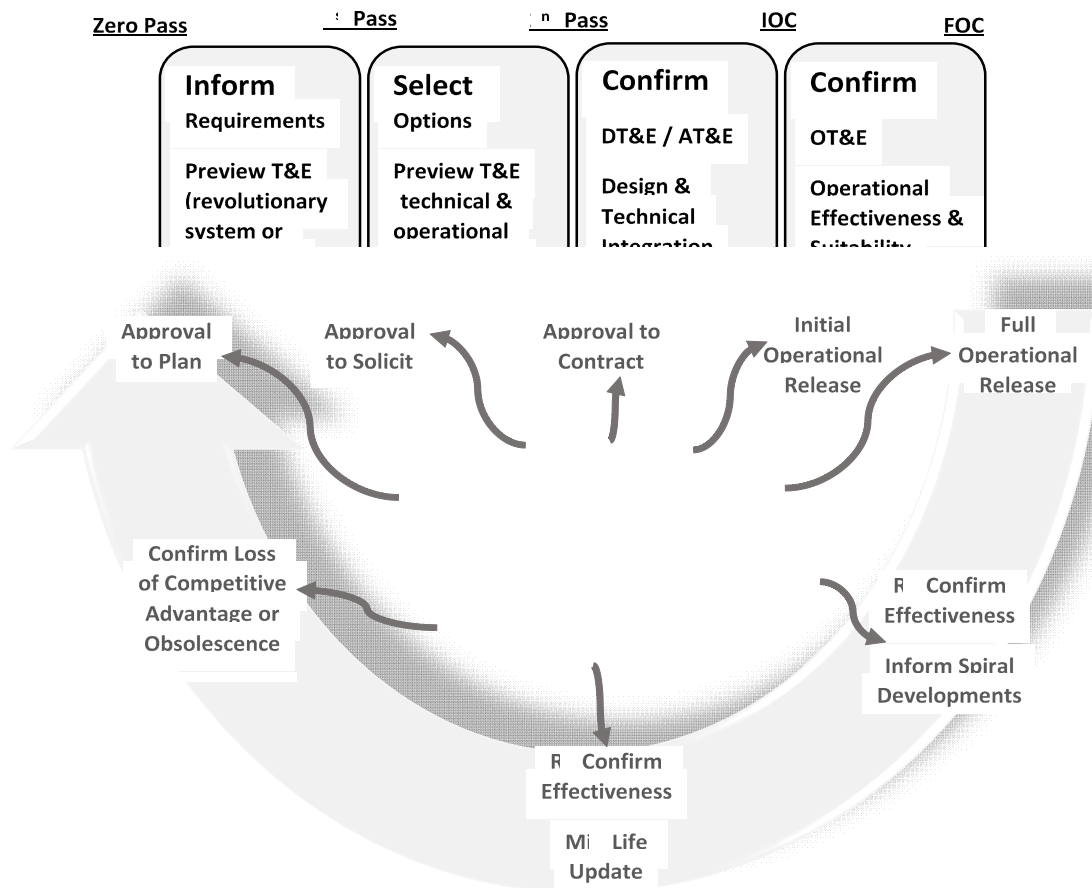 Zero Pass
Pass
n Pass
IOC
FOC
Inform
Requirements
Preview T&E
(revolutionary
system or
Select
Options
Preview T&E
technical &
operational
Confirm
DT&E / AT&E
Design &
Technical
Integration
Confirm
OT&E
Operational
Effectiveness &
Suitability
Approval
to Plan
Approval
to Solicit
Approval to
Contract
Initial
Operational
Release
Full
Operational
Release
Confirm Loss
of Competitive
Advantage or
Obsolescence
R Confirm
Effectiveness
Inform Spiral
Developments
R Confirm
Effectiveness
Life
Update